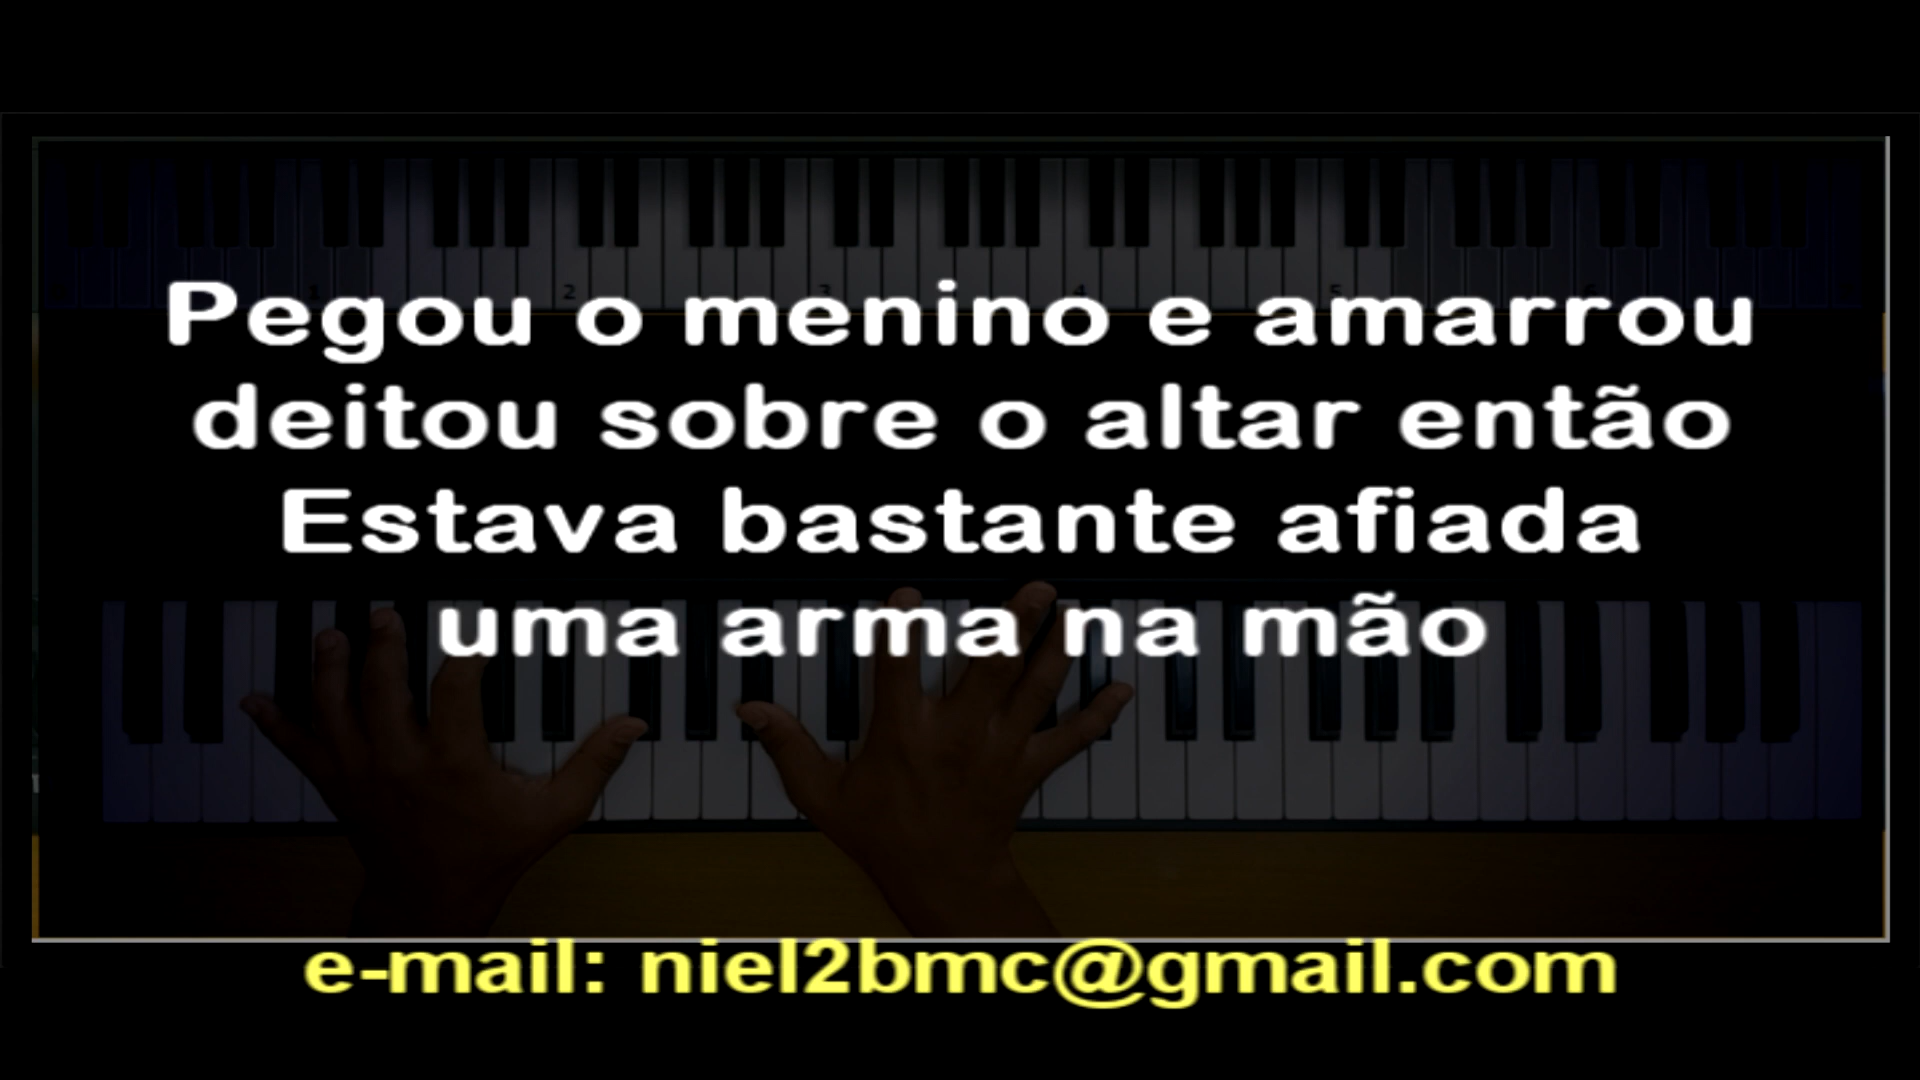 Pegou o menino e amarrou
deitou sobre o altar então
Estava bastante afiada
uma arma na mão
e-mail: niel2bmc@gmail.com